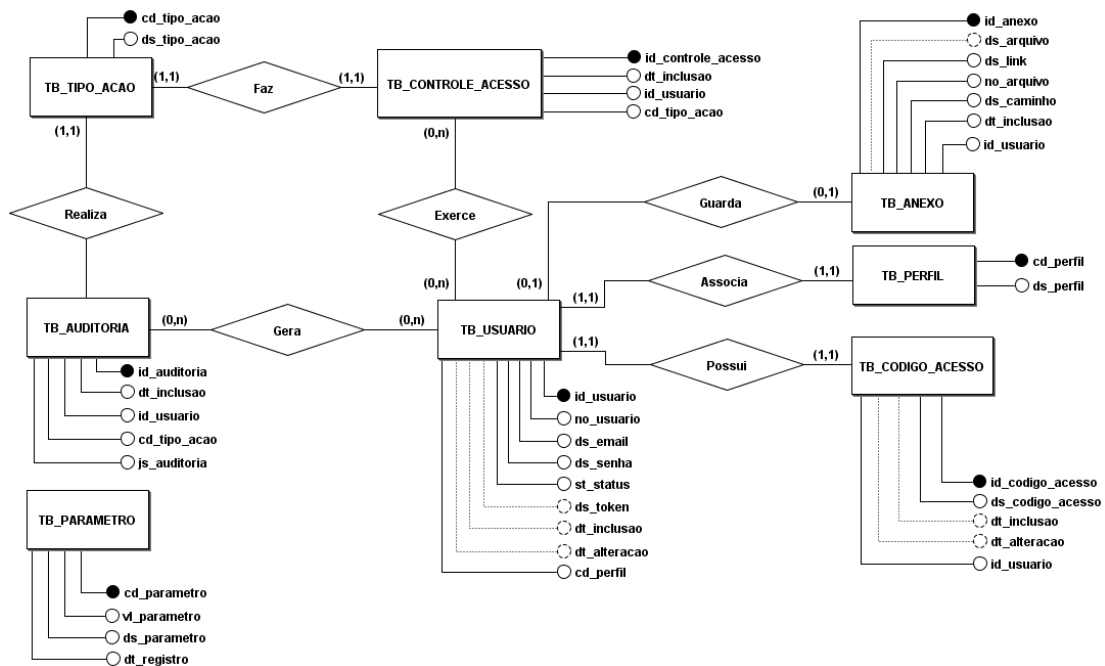 cd_tipo_acao
ds_tipo_acao
TB_TIPO_ACAO
(1,1)
Faz
(1,1)
TB_CONTROLE_ACESSO
id_controle_acesso
dt_inclusao
id_usuario
cd_tipo_acao
id_anexo
ds_arquivo
ds_link
no_arquivo
ds_caminho
dt_inclusão
id_usuario
(1,1)
(0,n)
Realiza
Exerce
Guarda
(0,1)
TB_ANEXO
(0,n)
(0,1)
(1,1)
Associa
(1,1)
TB_PERFIL
cd_perfil
ds_perfil
TB_AUDITORIA
(0,n)
Gera
(0,n)
TB_USUARIO
(1,1)
Possui
(1,1)
TB_CODIGO_ACESSO
id_auditoria
dt_inclusao
id_usuario
cd_tipo_acao
js_auditoria
id_usuario
no_usuario
ds_email
ds_senha
st_status
ds_token
dt_inclusão
dt_alteracão
cd_perfil
id_codigo_acesso
ds_codigo_acesso
dt_inclusao
dt_alteracao
id_usuario
TB_PARAMETRO
cd_parametro
vl_parametro
ds_parametro
dt_registro